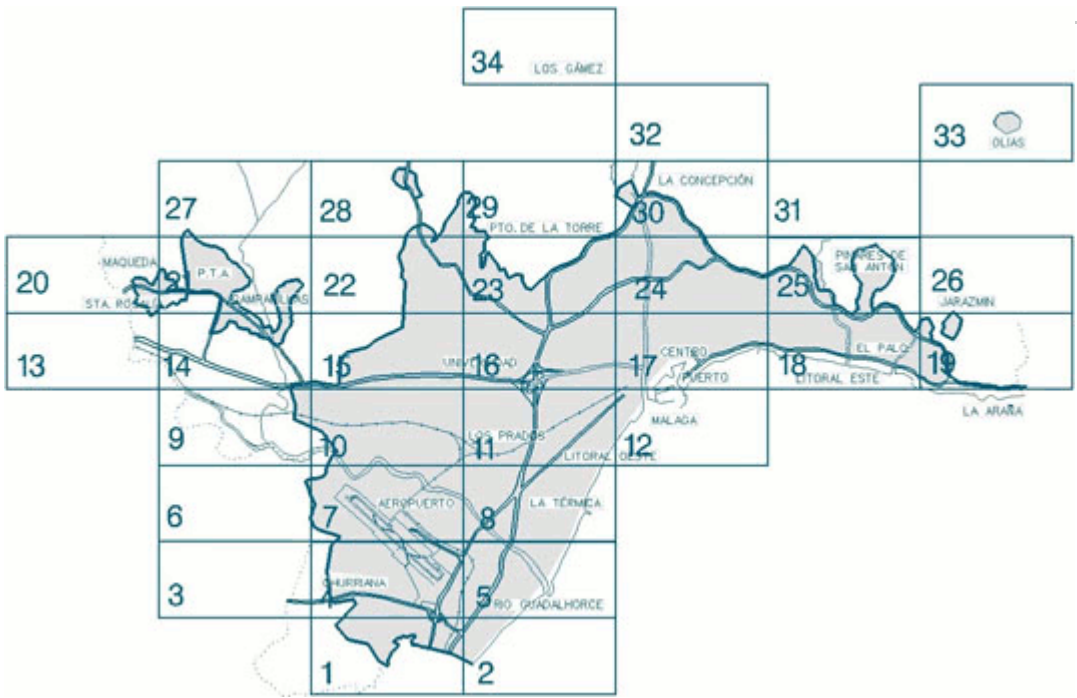 34 LOS GÁMEZ
32
33 OLIAS
LA CONCEPCIÓN
27 28 29 30 31
PTO. DE LA TORRE
MAQUEDA P.T.A PINARES DE
SAN ANTÓN
20 21 22 23 24 25 26
STA. ROSALÍA CAMPANILLAS JARAZMIN
UNIVERSIDAD CENTRO EL PALO
13 14 15 16 17 18 19
PUERTO LITORAL ESTE
LA ARAÑA
MALAGA
LOS PRADOS
9 10 11 12
LITORAL OESTE
AEROPUERTO LA TÉRMICA
6 7 8
CHURRIANA
3 5 RIO GUADALHORCE
1 2